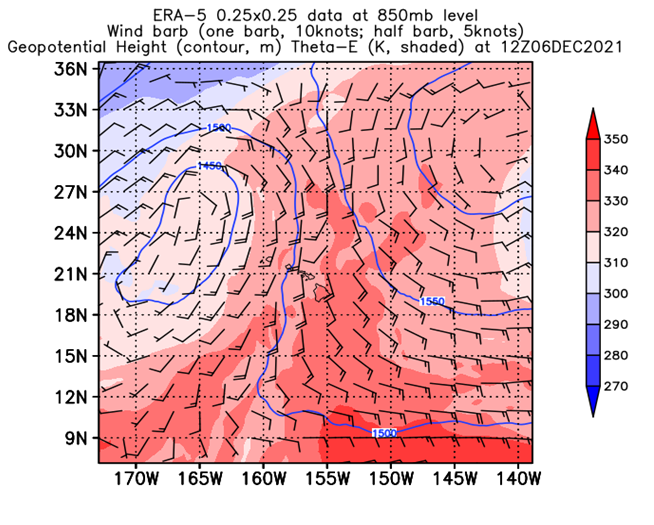 ERA-5 0.25x0.25 data at 850mb level
Wind barb (one barb, 10knots; half barb, 5knots)
Geopotential Height (contour, m) Theta-E (K, shaded) at 12Z06DEC2021
36N
33N
30N
27N
24N
21N
18N
15N
12N
9N
1500
1450
1550
1500
170W 165W 160W 155W 150W 145W 140W
350
340
330
320
310
300
290
280
270